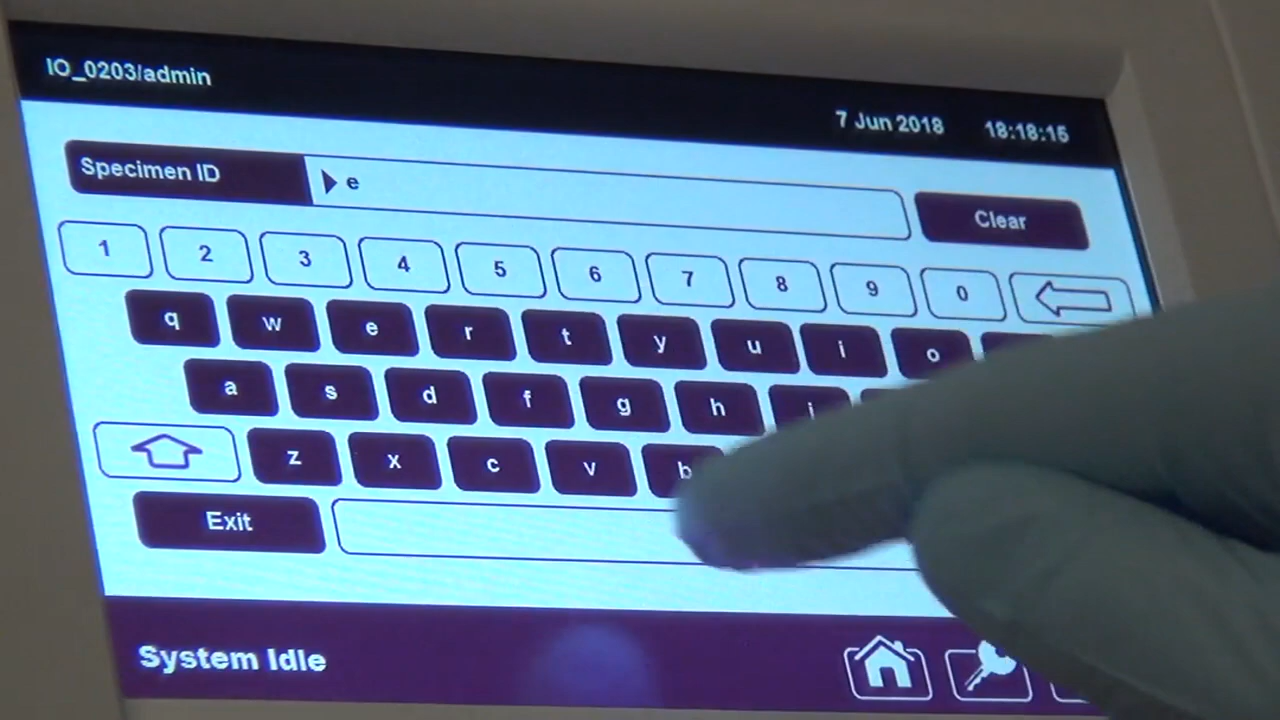 IO_0203/admin
7 Jun 2018 18:18:15
Specimen ID e Clear
1 2 3 4 5 6 7 8 9 0
q w e r t y u i o
a s d f g h j
z x c v b
Exit
System Idle